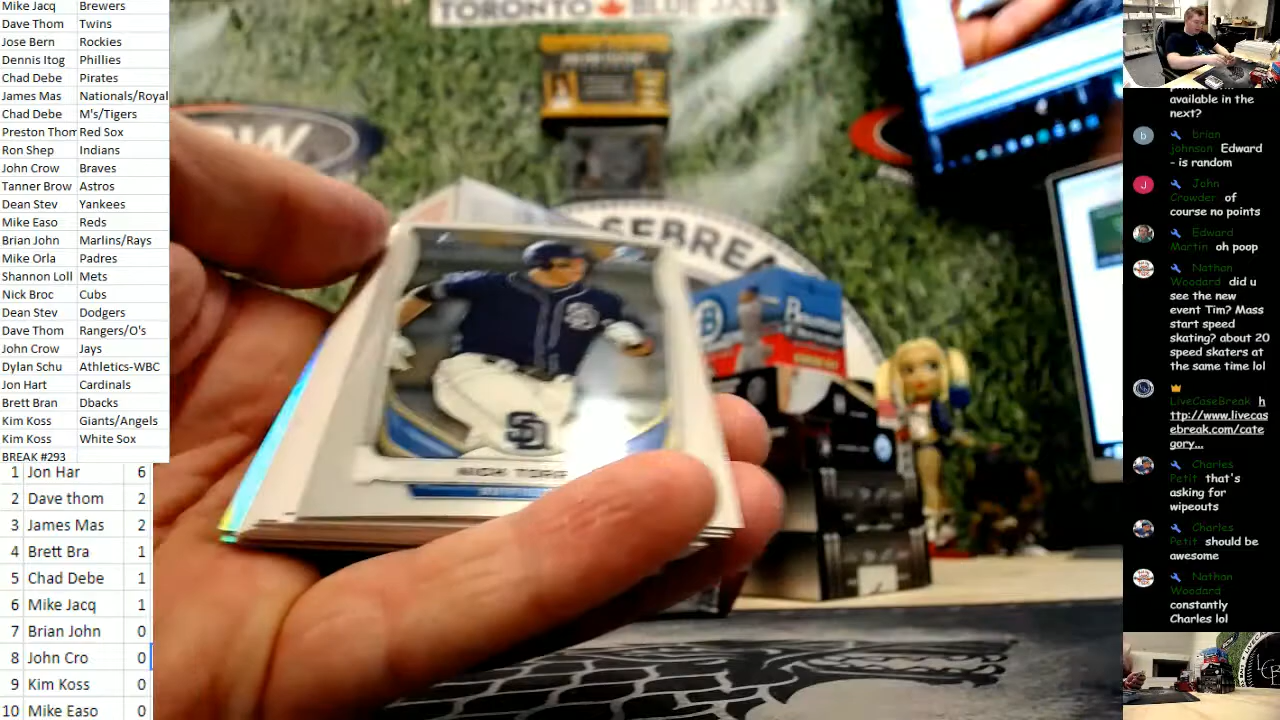 Mike Jacq Brewers
Dave Thom Twins
Jose Bern Rockies
Dennis Itog Phillies
Chad Debe Pirates
James Mas Nationals/Royal
Chad Debe M's/Tigers
Preston Thom Red Sox
Ron Shep Indians
John Crow Braves
Tanner Brow Astros
Dean Stev Yankees
Mike Easo Reds
Brian John Marlins/Rays
Mike Orla Padres
Shannon Loll Mets
Nick Broc Cubs
Dean Stev Dodgers
Dave Thom Rangers/O's
John Crow Jays
Dylan Schu Athletics-WBC
Jon Hart Cardinals
Brett Bran Dbacks
Kim Koss Giants/Angels
Kim Koss White Sox
BREAK #293
1 Jon Har 6
2 Dave thom 2
3 James Mas 2
4 Brett Bra 1
5 Chad Debe 1
6 Mike Jacq 1
7 Brian John 0
8 John Cro 0
9 Kim Koss 0
10 Mike Easo 0
TORONTO BLUE JAYS
SEBREA
SD
available in the
next?
b brian
johnson Edward
- is random
J John
Crowder of
course no points
Edward
Martin oh poop
Nathan
Woodard did u
see the new
event Tim? Mass
start speed
skating? about 20
speed skaters at
the same time lol
LiveCaseBreak h
ttp://www.livecas
ebreak.com/cate
gory...
Charles
Petit that's
asking for
wipeouts
Charles
Petit should be
awesome
Nathan
Woodard
constantly
Charles lol